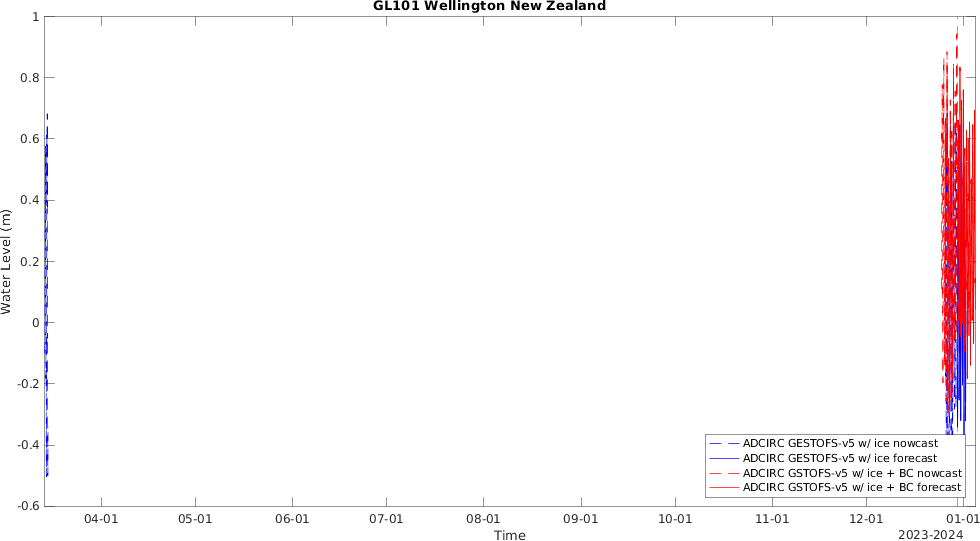 GL101 Wellington New Zealand
Water Level (m)
1
0.8
0.6
0.4
0.2
0
-0.2
-0.4
-0.6
ADCIRC GESTOFS-v5 w/ ice nowcast
ADCIRC GESTOFS-v5 w/ ice forecast
ADCIRC GSTOFS-v5 w/ ice + BC nowcast
ADCIRC GSTOFS-v5 w/ ice + BC forecast
04-01 05-01 06-01 07-01 08-01 09-01 10-01 11-01 12-01 01-01
Time
2023-2024